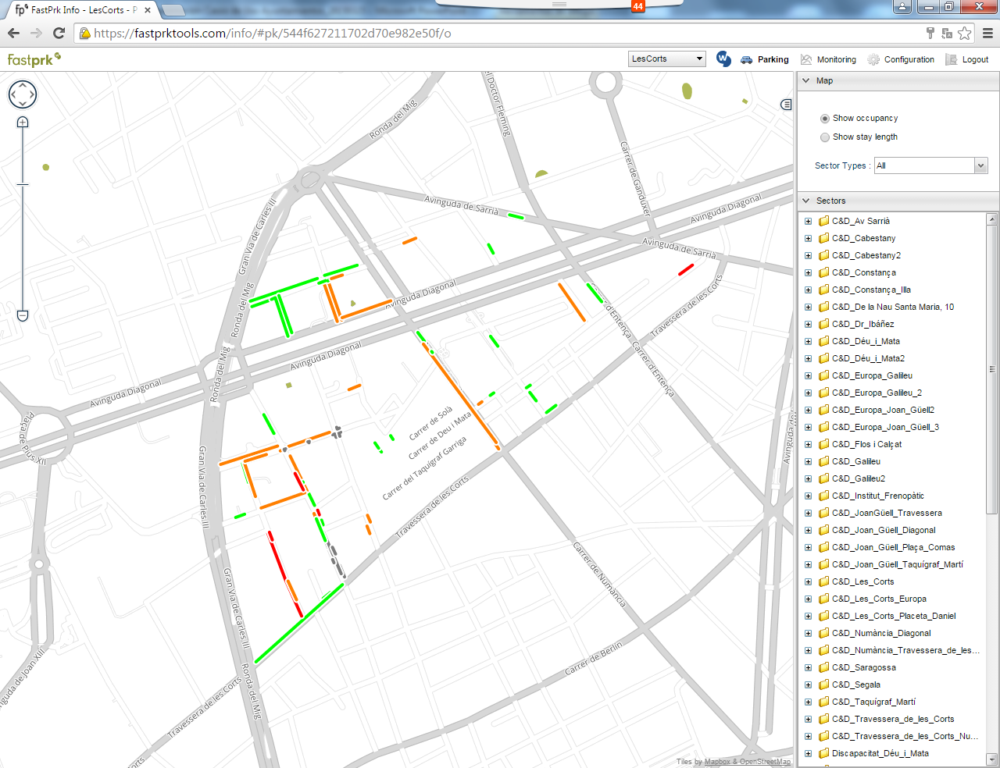 FastPrk Info - LesCorts - P
44
https://fastprktools.com/info/#pk/544f627211702d70e982e50f/o
fastprk
LesCorts
Parking
Monitoring
Configuration
Logout
Map
Show occupancy
Show stay length
Sector Types :
All
Sectors
C&D_Av Sarrià
C&D_Cabestany
C&D_Cabestany2
C&D_Constança
C&D_Constança_Illa
C&D_De la Nau Santa Maria, 10
C&D_Dr_Ibáñez
C&D_Déu_i_Mata
C&D_Déu_i_Mata2
C&D_Europa_Galileu
C&D_Europa_Galileu_2
C&D_Europa_Joan_Güell2
C&D_Europa_Joan_Güell_3
C&D_Flos i Calçat
C&D_Galileu
C&D_Galileu2
C&D_Institut_Frenopàtic
C&D_JoanGüell_Travessera
C&D_Joan_Güell_Diagonal
C&D_Joan_Güell_Plaça_Comas
C&D_Joan_Güell_Taquígraf_Martí
C&D_Les_Corts
C&D_Les_Corts_Europa
C&D_Les_Corts_Placeta_Daniel
C&D_Numància_Diagonal
C&D_Numància_Travessera_de_les...
C&D_Saragossa
C&D_Segala
C&D_Taquígraf_Martí
C&D_Travessera_de_les_Corts
C&D_Travessera_de_les_Corts_Nu...
Discapacitat_Déu_i_Mata
Ronda del Mig
el Doctor Fleming
Carrer de Ganduxer
Avinguda de Sarrià
Avinguda Diagonal
Avinguda de Sarrià
Gran Via de Carles III
Ronda del Mig
Avinguda Diagonal
Travessera de les Corts
d'Entença
Carrer d'Entença
Avinguda Diagonal
Ronda del Mig
Avinguda Diagonal
Plaça de Pius XII
Carrer de Solà
Carrer de Deu i Mata
Carrer del Taquígraf Garriga
Avinguda de
Gran Via de Carles III
Travessera de les Corts
Carrer de Numància
Gran Via de Carles III
Carrer de Berlín
Avinguda de Joan XIII
Ronda del Mig
Travessera de les Corts
Corts
Tiles by Mapbox & OpenStreetMap